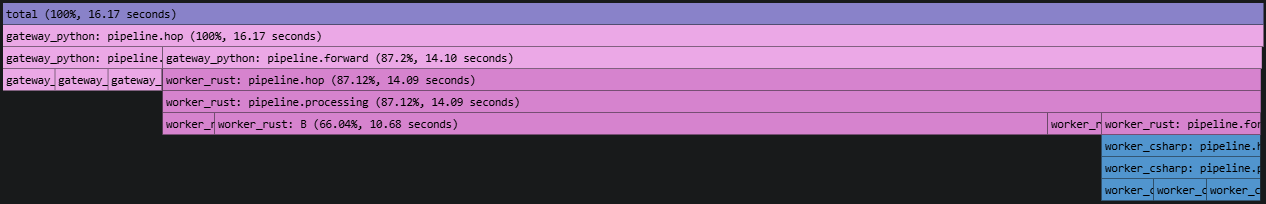 total (100%, 16.17 seconds)
gateway_python: pipeline.hop (100%, 16.17 seconds)
gateway_python: pipeline. gateway_python: pipeline.forward (87.2%, 14.10 seconds)
gateway_ gateway_ gateway_ worker_rust: pipeline.hop (87.12%, 14.09 seconds)
worker_rust: pipeline.processing (87.12%, 14.09 seconds)
worker_r worker_rust: B (66.04%, 10.68 seconds) worker_r worker_rust: pipeline.for
worker_csharp: pipeline.h
worker_csharp: pipeline.p
worker_c worker_c worker_c